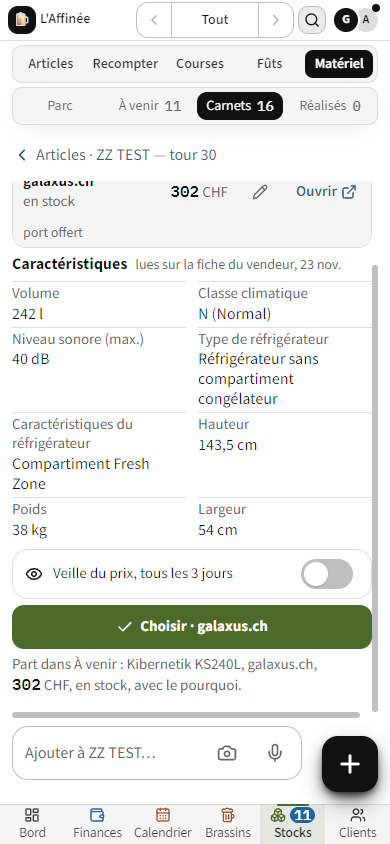 L'Affinée
Tout
G
A
Articles
Recompter
Courses
Fûts
Matériel
Parc
À venir 11
Carnets 16
Réalisés 0
Articles · ZZ TEST — tour 30
galaxus.ch
302 CHF
Ouvrir
en stock
port offert
Caractéristiques lues sur la fiche du vendeur, 23 nov.
Volume
242 l
Classe climatique
N (Normal)
Niveau sonore (max.)
40 dB
Type de réfrigérateur
Réfrigérateur sans
compartiment
congélateur
Caractéristiques du
réfrigérateur
Compartiment Fresh
Zone
Hauteur
143,5 cm
Poids
38 kg
Largeur
54 cm
Veille du prix, tous les 3 jours
Choisir · galaxus.ch
Part dans À venir : Kibernetik KS240L, galaxus.ch,
302 CHF, en stock, avec le pourquoi.
Ajouter à ZZ TEST…
Bord
Finances
Calendrier
Brassins
11
Stocks
Clients